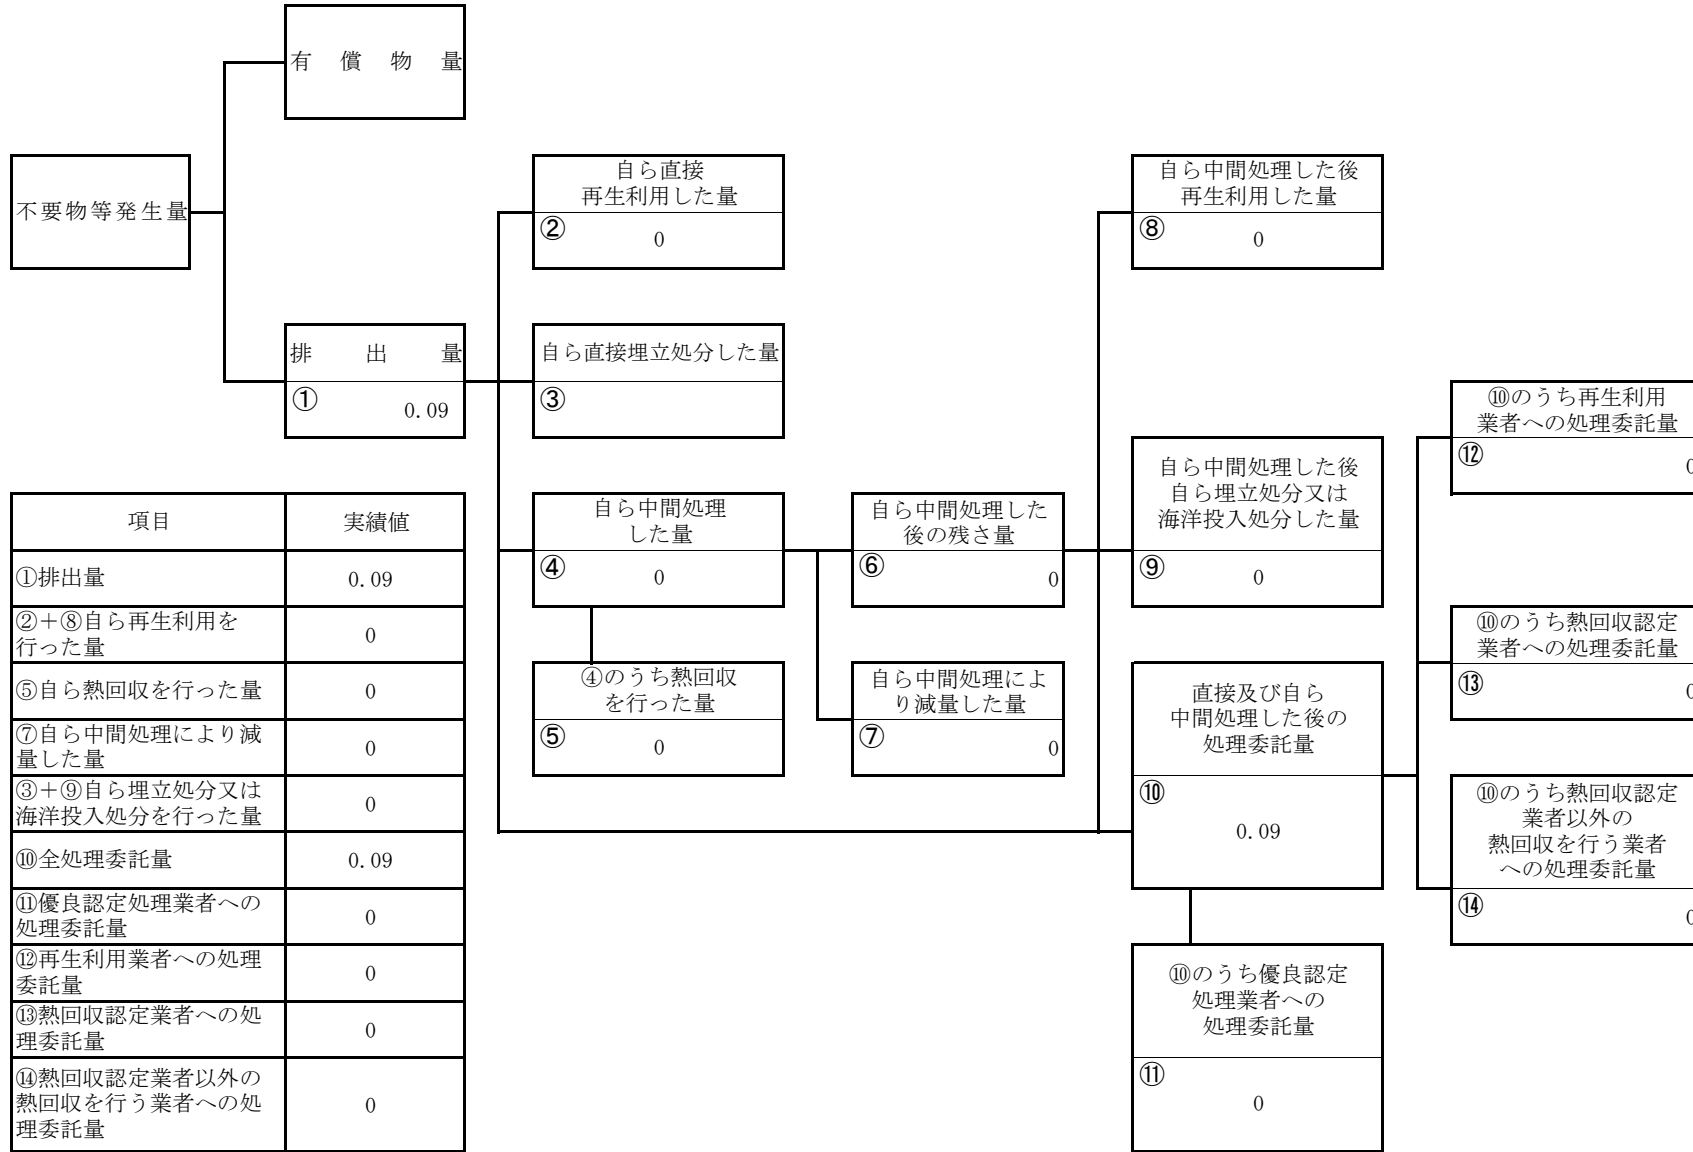 有償物量
不要物等発生量
排出量
①
0.09
自ら直接
再生利用した量
②
0
自ら直接埋立処分した量
③
自ら中間処理
した量
④
0
④のうち熱回収
を行った量
⑤
0
自ら中間処理した
後の残さ量
⑥
0
自ら中間処理によ
り減量した量
⑦
0
自ら中間処理した後
再生利用した量
⑧
0
自ら中間処理した後
自ら埋立処分又は
海洋投入処分した量
⑨
0
直接及び自ら
中間処理した後の
処理委託量
⑩
0.09
⑩のうち優良認定
処理業者への
処理委託量
⑪
0
⑩のうち再生利用
業者への処理委託量
⑫
0
⑩のうち熱回収認定
業者への処理委託量
⑬
0
⑩のうち熱回収認定
業者以外の
熱回収を行う業者
への処理委託量
⑭
0
項目 実績値
①排出量 0.09
②＋⑧自ら再生利用を
行った量 0
⑤自ら熱回収を行った量 0
⑦自ら中間処理により減
量した量 0
③＋⑨自ら埋立処分又は
海洋投入処分を行った量 0
⑩全処理委託量 0.09
⑪優良認定処理業者への
処理委託量 0
⑫再生利用業者への処理
委託量 0
⑬熱回収認定業者への処
理委託量 0
⑭熱回収認定業者以外の
熱回収を行う業者への処
理委託量 0